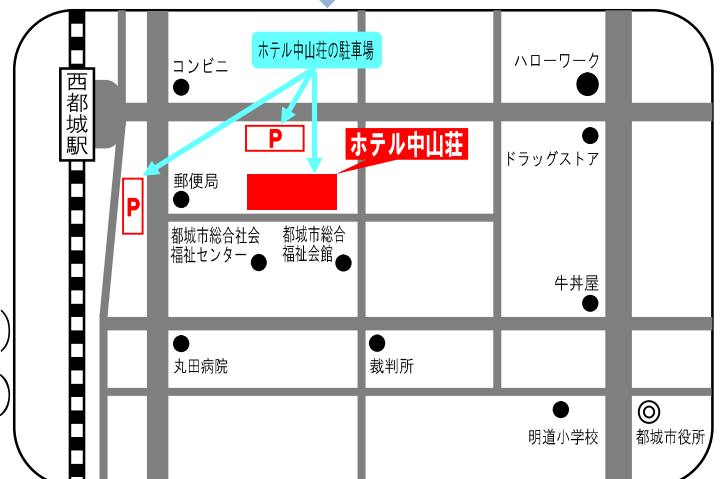 コンビニ
ホテル中山荘の駐車場
ハローワーク
西都城駅
P
ホテル中山荘
ドラッグストア
郵便局
P
都城市総合社会
福祉センター
都城市総合
福祉会館
牛丼屋
丸田病院
裁判所
明道小学校
都城市役所